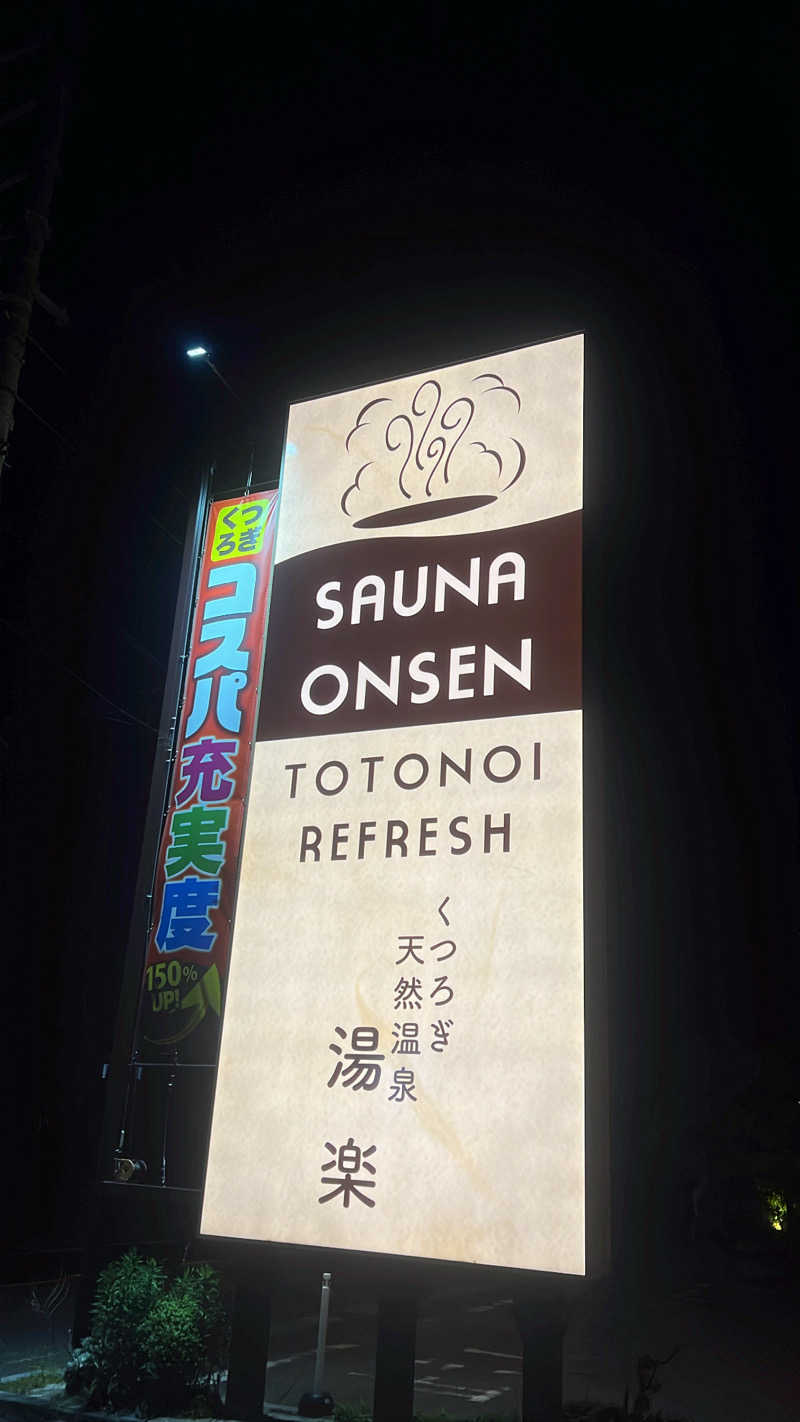 SAUNA
ONSEN
TOTONOI
REFRESH
くつろぎ
天然温泉
湯楽
くつ
ろぎ
コスパ充実度
150%
UP!